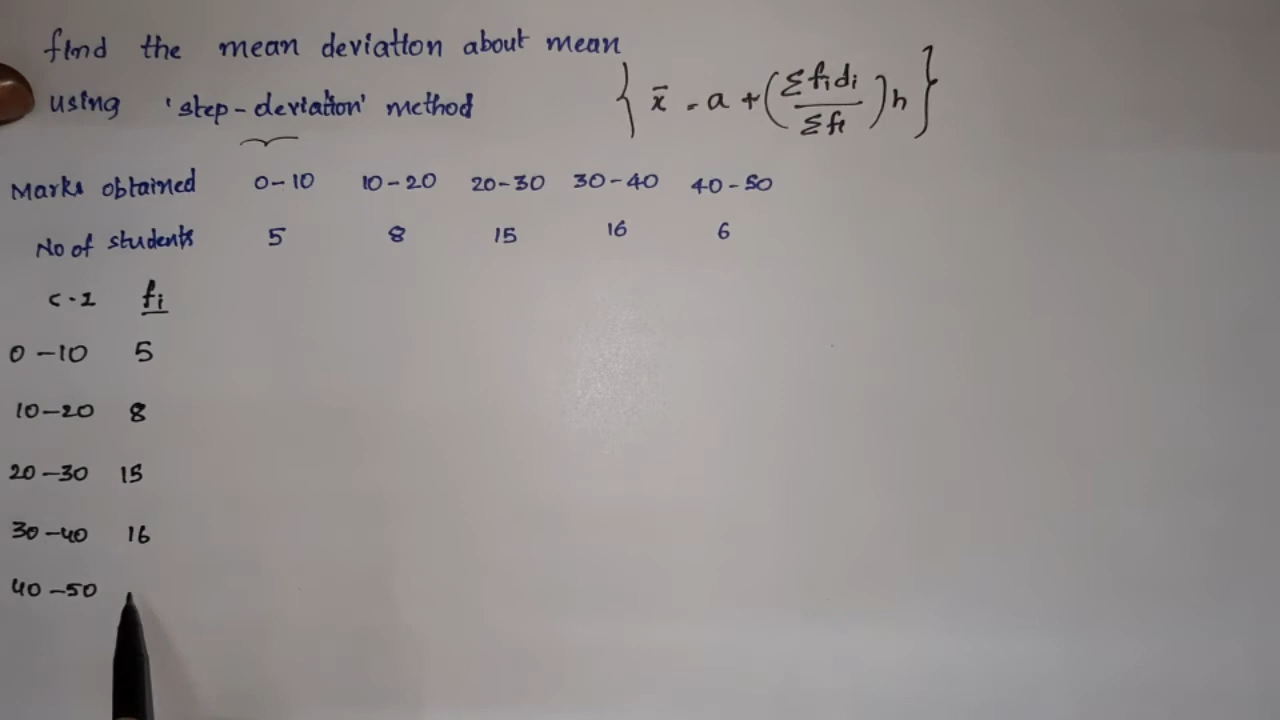 find the mean deviation about mean
using 'step-deviation' method { x̄ = a + (Σfidi / Σfi) h }
Marks obtained 0-10 10-20 20-30 30-40 40-50
No of students 5 8 15 16 6
C-I fi
0-10 5
10-20 8
20-30 15
30-40 16
40-50